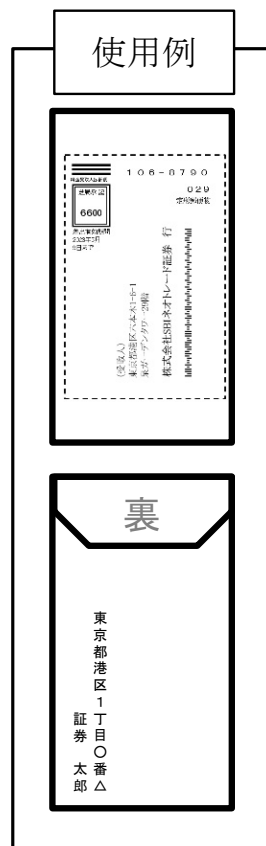 使用例
106-8790
029
料金受取人払郵便
6600
株式会社SBIネオトレード証券 行
東京都港区六本木1-6-1
泉ガーデンタワー29階
(受取人)
裏
東京都港区1丁目〇番△
証券 太郎